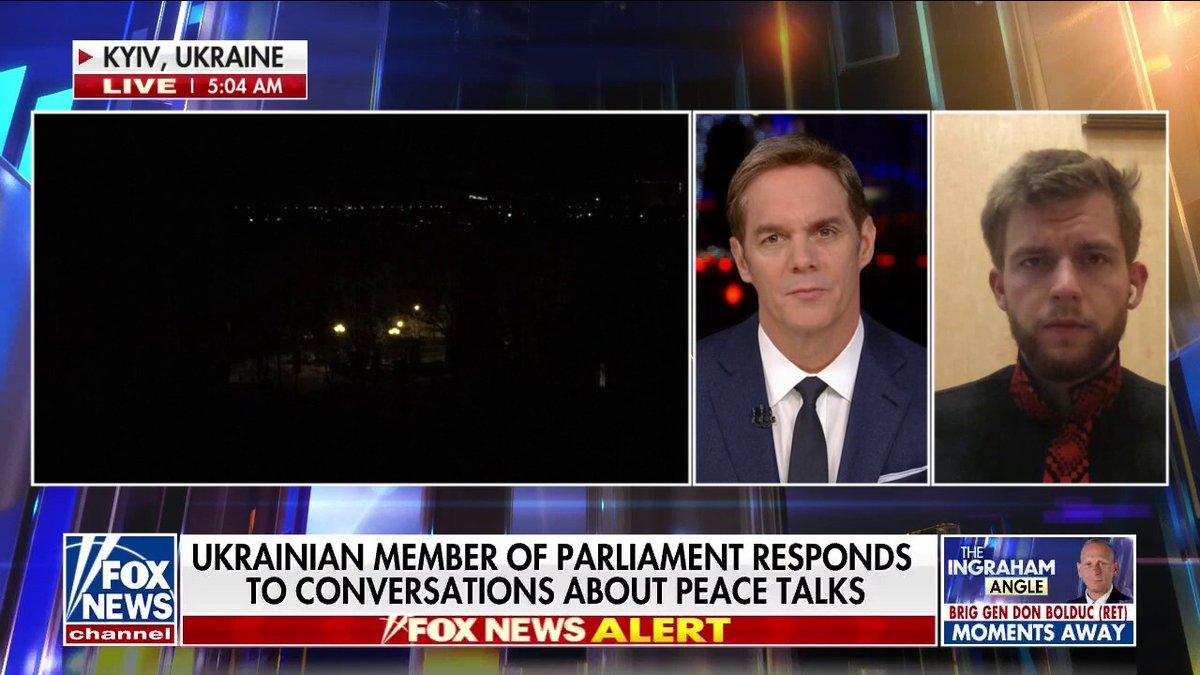 KYIV, UKRAINE
LIVE | 5:04 AM
FOX
NEWS
channel
UKRAINIAN MEMBER OF PARLIAMENT RESPONDS
TO CONVERSATIONS ABOUT PEACE TALKS
FOX NEWS ALERT
THE
INGRAHAM
ANGLE
BRIG GEN DON BOLDUC (RET)
MOMENTS AWAY